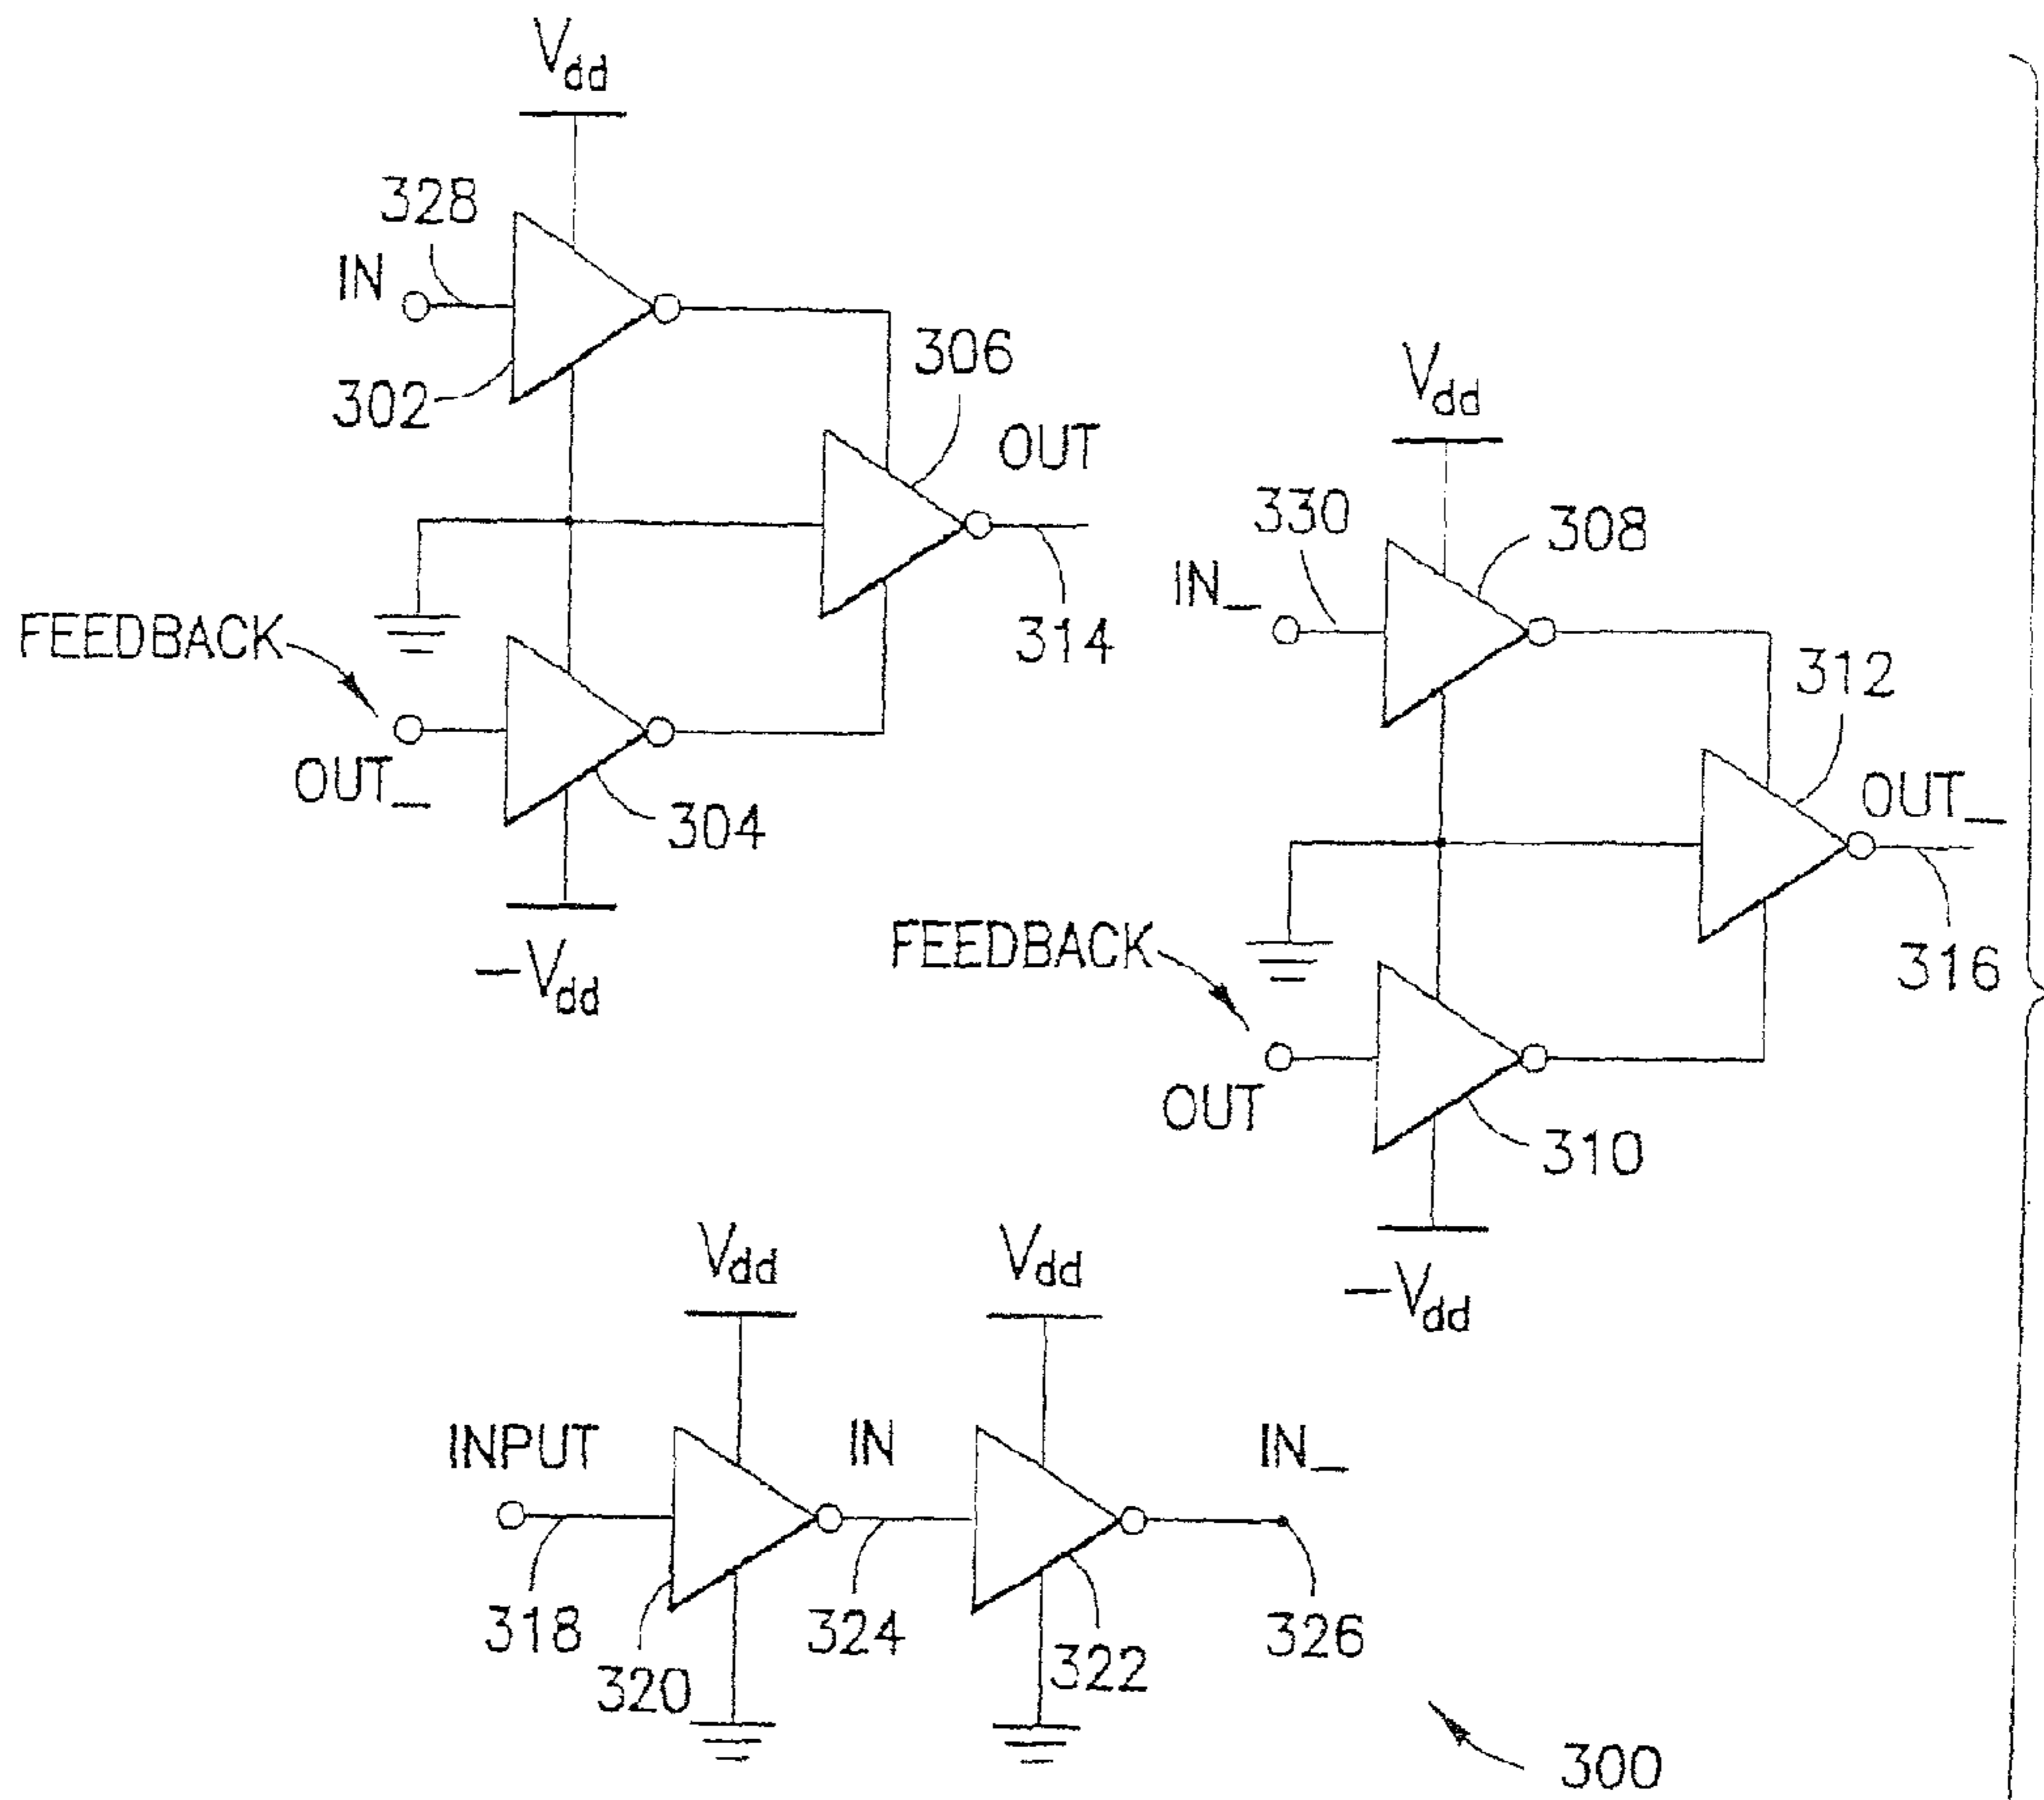 Vdd
328
IN
302
306
OUT
314
FEEDBACK
OUT_
304
-Vdd
Vdd
330
IN_
308
312
OUT_
316
FEEDBACK
OUT
310
-Vdd
Vdd
Vdd
INPUT
IN
IN_
318
320
324
322
326
300